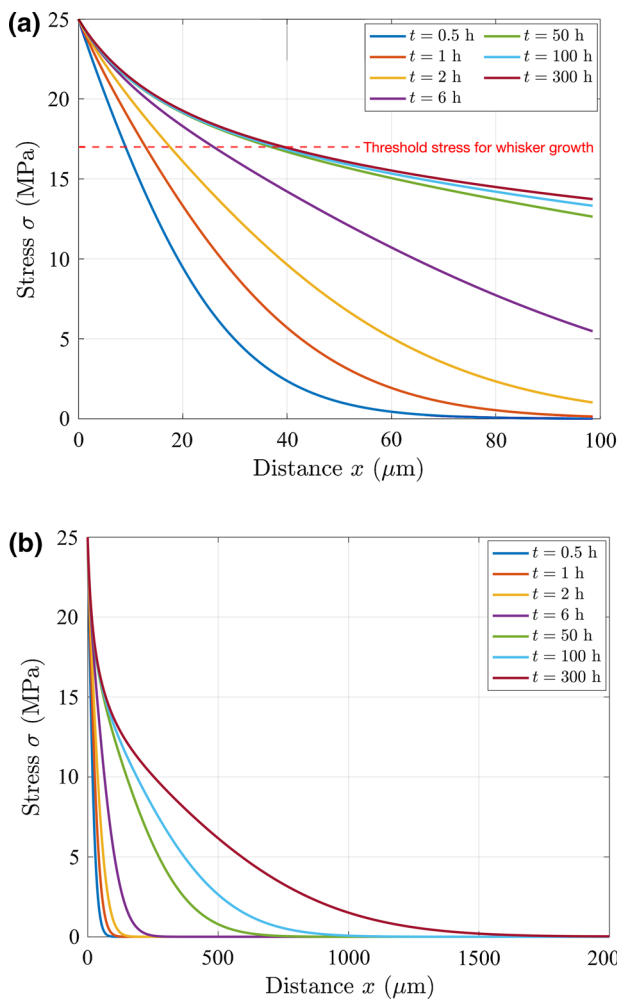 (a)
25
20
15
10
5
0
Stress σ (MPa)
t = 0.5 h
t = 1 h
t = 2 h
t = 6 h
t = 50 h
t = 100 h
t = 300 h
Threshold stress for whisker growth
0 20 40 60 80 100
Distance x (μm)
(b)
25
20
15
10
5
0
Stress σ (MPa)
t = 0.5 h
t = 1 h
t = 2 h
t = 6 h
t = 50 h
t = 100 h
t = 300 h
0 500 1000 1500 200
Distance x (μm)